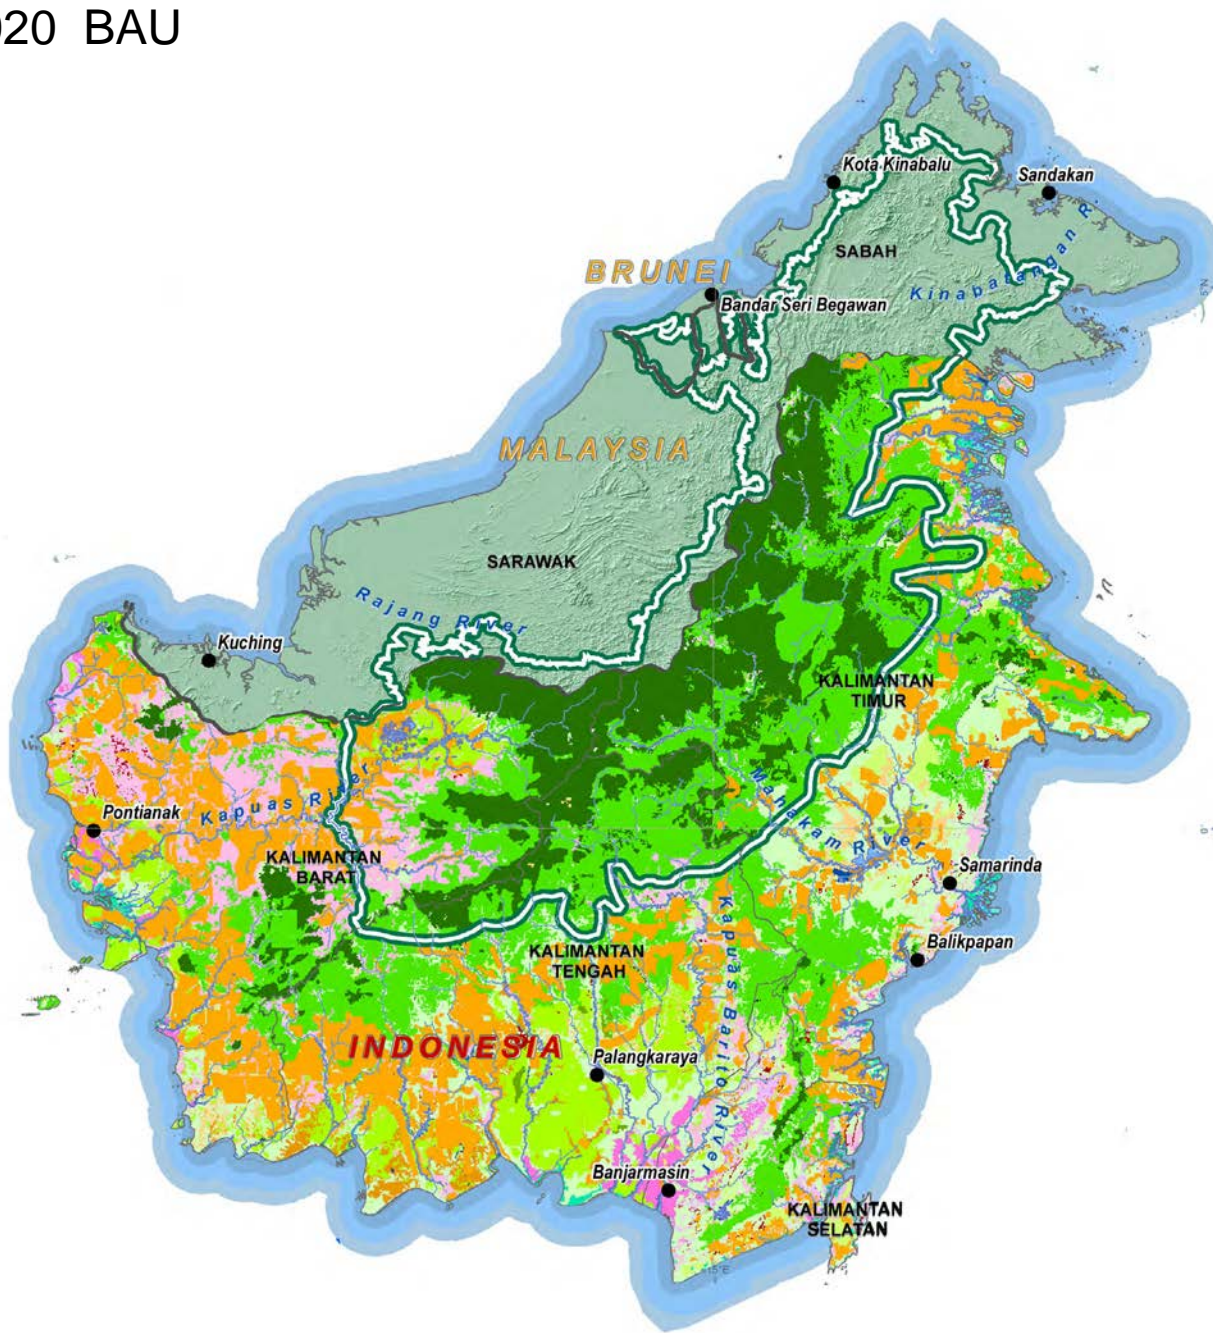 020 BAU
Kota Kinabalu
Sandakan
SABAH
Kinabatangan R.
BRUNEI
Bandar Seri Begawan
MALAYSIA
SARAWAK
Rajang River
Kuching
KALIMANTAN
TIMUR
Pontianak
Kapuas River
Mahakam River
KALIMANTAN
BARAT
Samarinda
Kapuas-Barito River
KALIMANTAN
TENGAH
Balikpapan
INDONESIA
Palangkaraya
Banjarmasin
KALIMANTAN
SELATAN